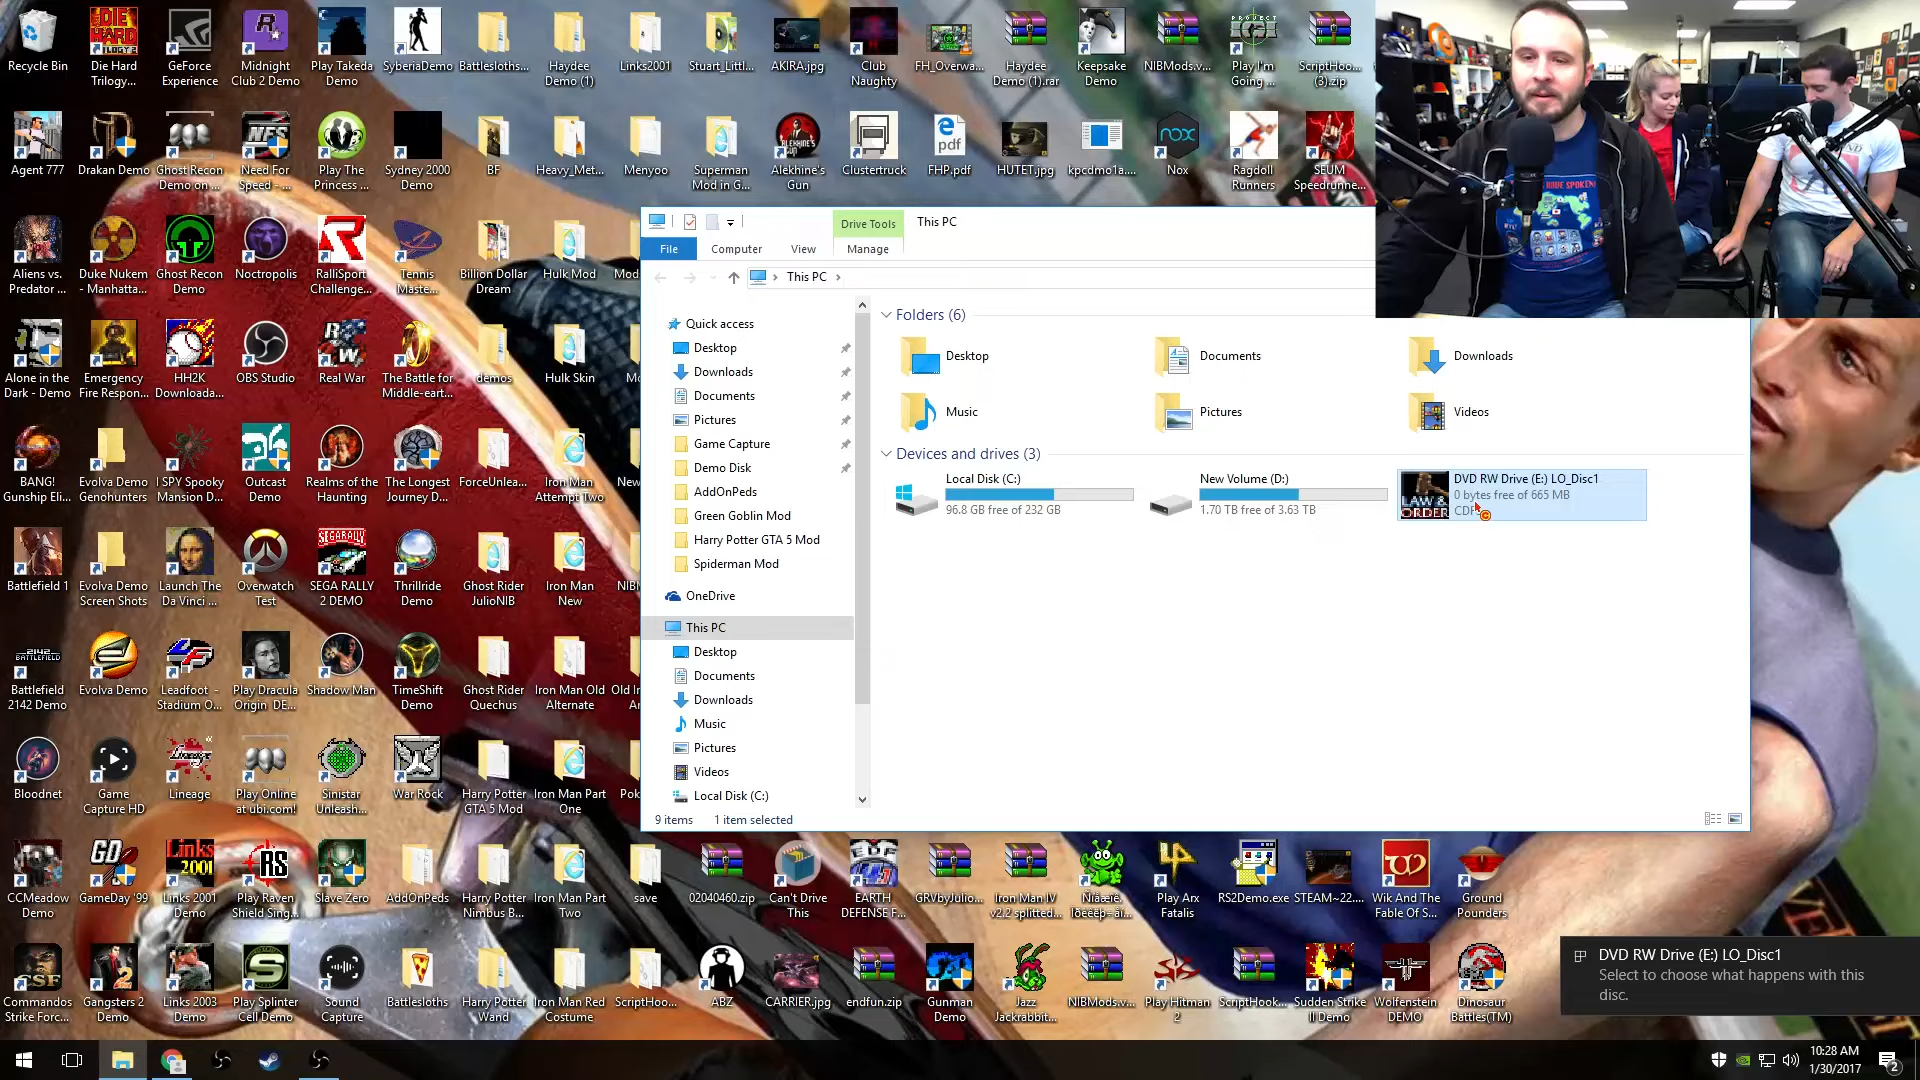 Recycle Bin
Die Hard
Trilogy...
GeForce
Experience
Midnight
Club 2 Demo
Play Takeda
Demo
SyberiaDemo
Battlesloths...
Haydee
Demo (1)
Links2001
Stuart_Littl...
AKIRA.jpg
Club
Naughty
FH_Overwa...
Haydee
Demo (1).rar
Keepsake
Demo
NIBMods.v...
Play I'm
Going ...
ScriptHoo...
(3).zip
Agent 777
Drakan Demo
Ghost Recon
Demo on ...
Need For
Speed - ...
Play The
Princess ...
Sydney 2000
Demo
BF
Heavy_Met...
Menyoo
Superman
Mod in G...
Alekhine's
Gun
Clustertruck
FHP.pdf
HUTET.jpg
kpcdmo1a....
Nox
Ragdoll
Runners
SEUM
Speedrunne...
Aliens vs.
Predator ...
Duke Nukem
- Manhatta...
Ghost Recon
Demo
Noctropolis
RalliSport
Challenge...
Tennis
Maste...
Billion Dollar
Dream
Hulk Mod
Mod
Alone in the
Dark - Demo
Emergency
Fire Respon...
HH2K
Downloada...
OBS Studio
Real War
The Battle for
Middle-eart...
demos
Hulk Skin
BANG!
Gunship Eli...
Evolva Demo
Genohunters
I SPY Spooky
Mansion D...
Outcast
Demo
Realms of the
Haunting
The Longest
Journey D...
ForceUnlea...
Iron Man
Attempt Two
New
Battlefield 1
Evolva Demo
Screen Shots
Launch The
Da Vinci ...
Overwatch
Test
SEGA RALLY
2 DEMO
Thrillride
Demo
Ghost Rider
JulioNIB
Iron Man
New
NIB
Battlefield
2142 Demo
Evolva Demo
Leadfoot -
Stadium O...
Play Dracula
Origin DE...
Shadow Man
TimeShift
Demo
Ghost Rider
Quechus
Iron Man Old
Alternate
Old I
Bloodnet
Game
Capture HD
Lineage
Play Online
at ubi.com!
Sinistar
Unleash...
War Rock
Harry Potter
GTA 5 Mod
Iron Man Part
One
Pok
CCMeadow
Demo
GameDay '99
Links 2001
Demo
Play Raven
Shield Sing...
Slave Zero
AddOnPeds
Harry Potter
Nimbus B...
Iron Man Part
Two
save
02040460.zip
Can't Drive
This
EARTH
DEFENSE F...
GRVbyJulio...
Iron Man IV
v2.2 splitted...
Play Arx
Fatalis
RS2Demo.exe
STEAM~22....
Wik And The
Fable Of S...
Ground
Pounders
Commandos
Strike Forc...
Gangsters 2
Demo
Links 2003
Demo
Play Splinter
Cell Demo
Sound
Capture
Battlesloths
Harry Potter
Wand
Iron Man Red
Costume
ScriptHoo...
ABZ
CARRIER.jpg
endfun.zip
Gunman
Demo
Jazz
Jackrabbit...
NIBMods.v...
Play Hitman
2
ScriptHook...
Sudden Strike
II Demo
Wolfenstein
DEMO
Dinosaur
Battles(TM)
Drive Tools
This PC
File
Computer
View
Manage
This PC
Quick access
Desktop
Downloads
Documents
Pictures
Game Capture
Demo Disk
AddOnPeds
Green Goblin Mod
Harry Potter GTA 5 Mod
Spiderman Mod
OneDrive
This PC
Desktop
Documents
Downloads
Music
Pictures
Videos
Local Disk (C:)
Folders (6)
Desktop
Documents
Downloads
Music
Pictures
Videos
Devices and drives (3)
Local Disk (C:)
96.8 GB free of 232 GB
New Volume (D:)
1.70 TB free of 3.63 TB
LAW &
ORDER
DVD RW Drive (E:) LO_Disc1
0 bytes free of 665 MB
9 items
1 item selected
DVD RW Drive (E:) LO_Disc1
Select to choose what happens with this
disc.
10:28 AM
1/30/2017
2